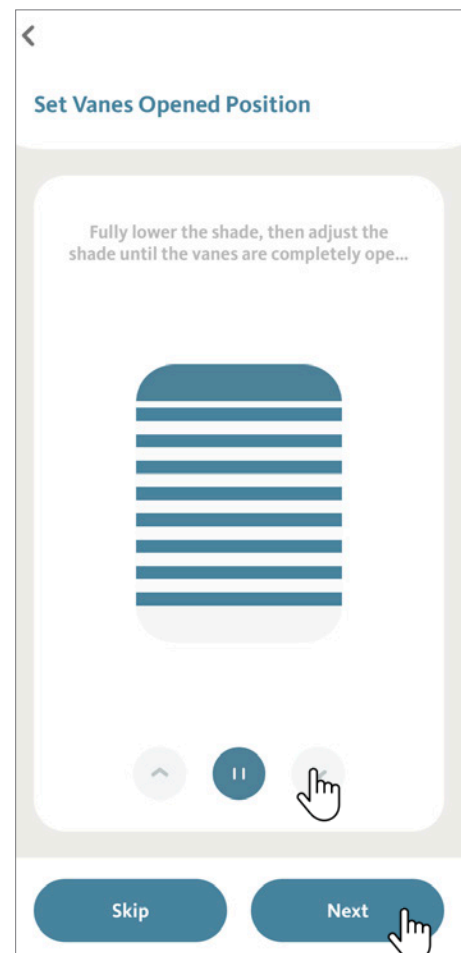 Set Vanes Opened Position
Fully lower the shade, then adjust the
shade until the vanes are completely ope...
Skip
Next